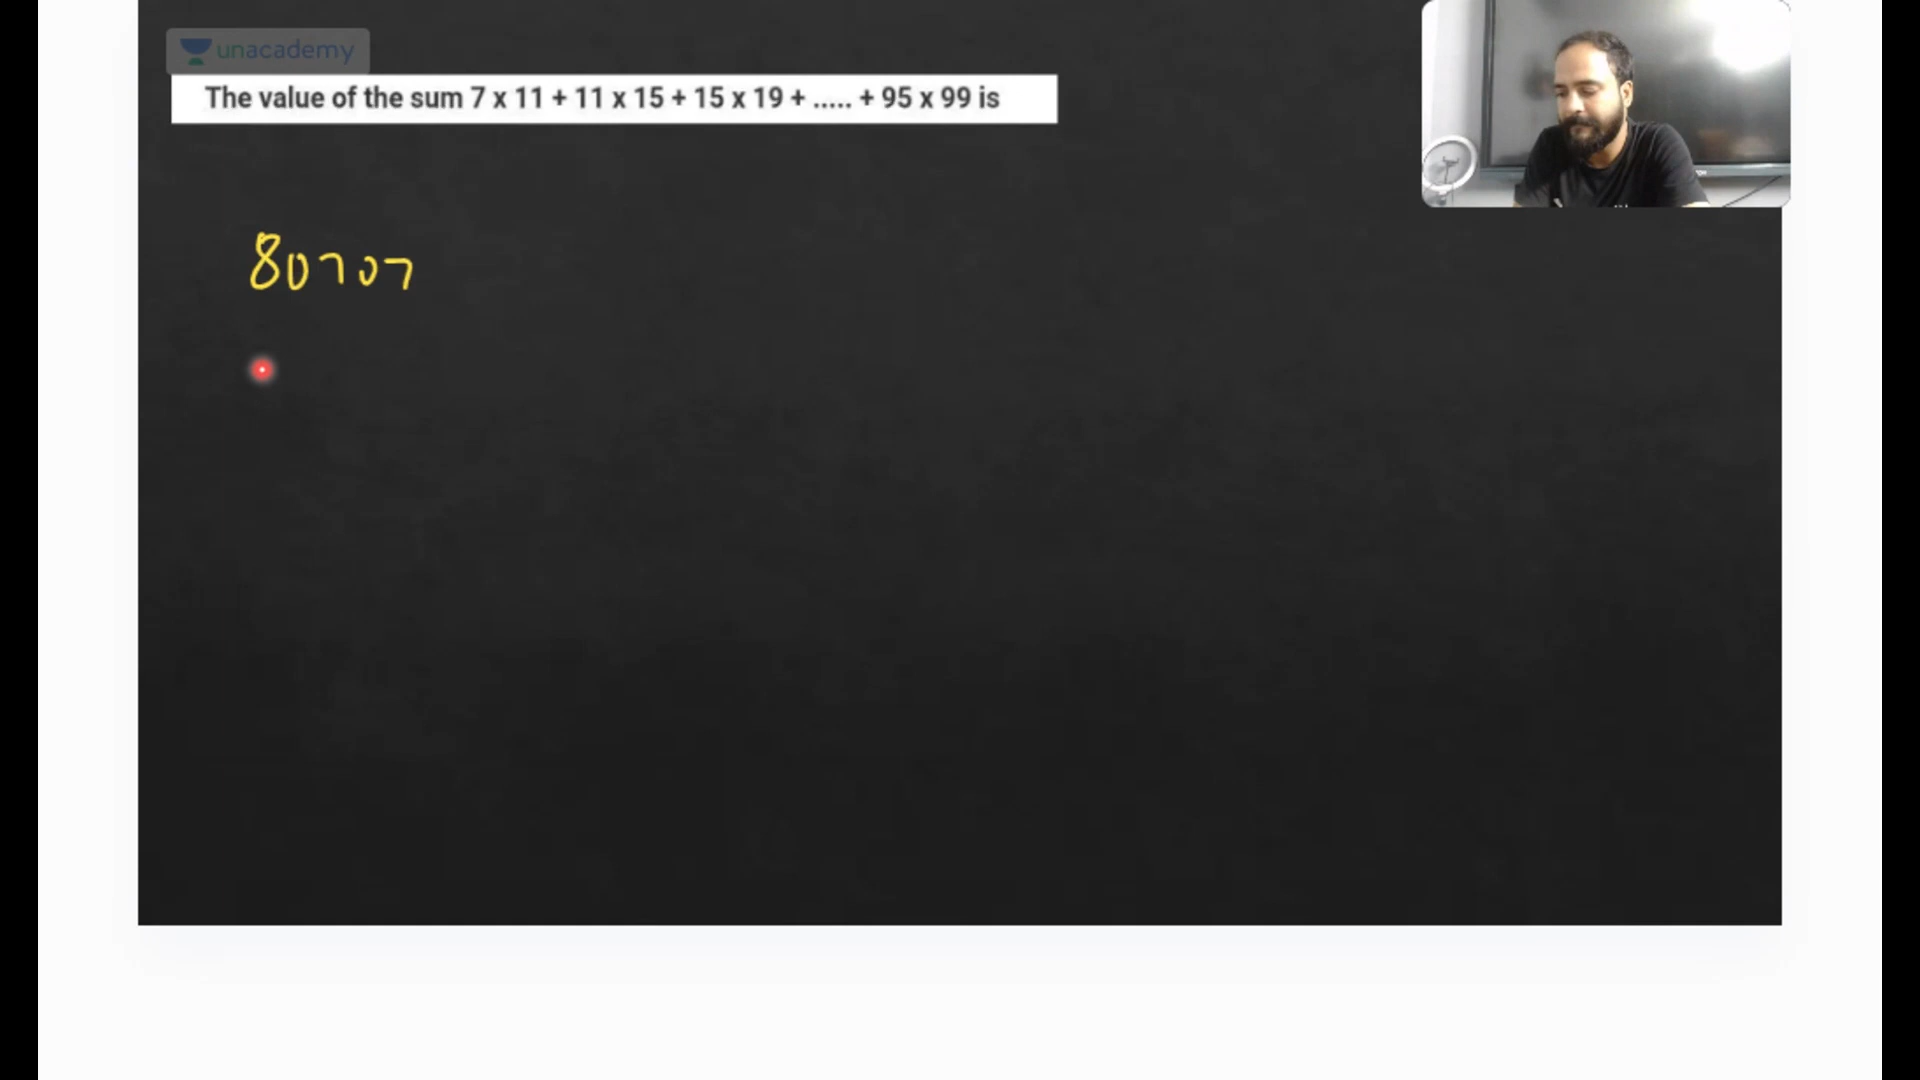 unacademy
The value of the sum 7 x 11 + 11 x 15 + 15 x 19 + ..... + 95 x 99 is
80707